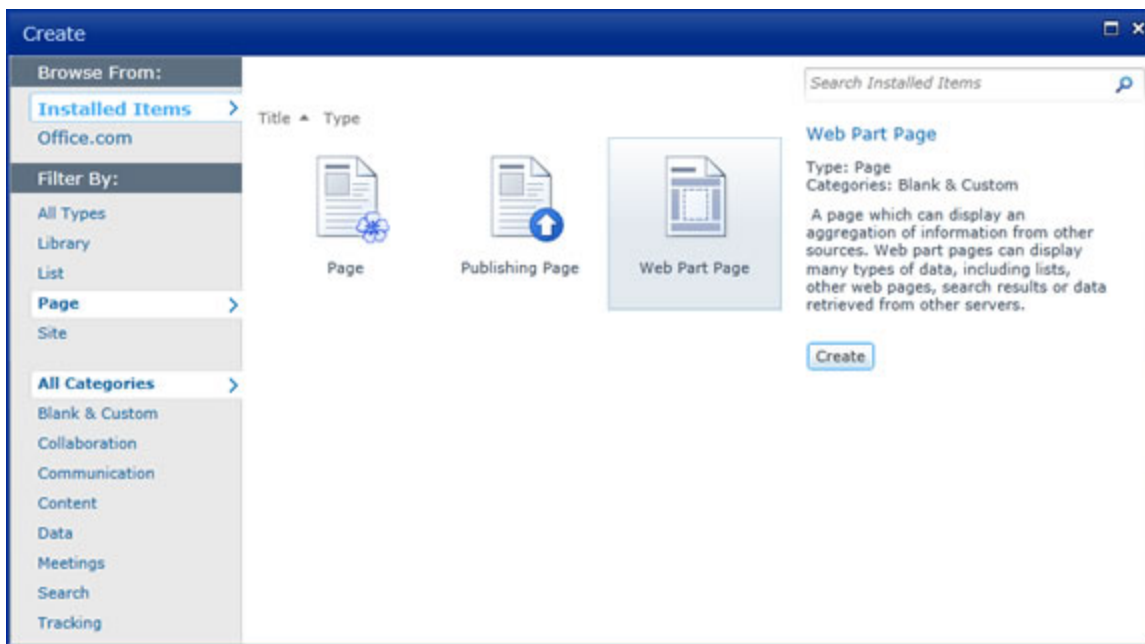 Create
Browse From:
Installed Items
Office.com
Filter By:
All Types
Library
List
Page
Site
All Categories
Blank & Custom
Collaboration
Communication
Content
Data
Meetings
Search
Tracking
Title Type
Page
Publishing Page
Web Part Page
Search Installed Items
Web Part Page
Type: Page
Categories: Blank & Custom
A page which can display an
aggregation of information from other
sources. Web part pages can display
many types of data, including lists,
other web pages, search results or data
retrieved from other servers.
Create